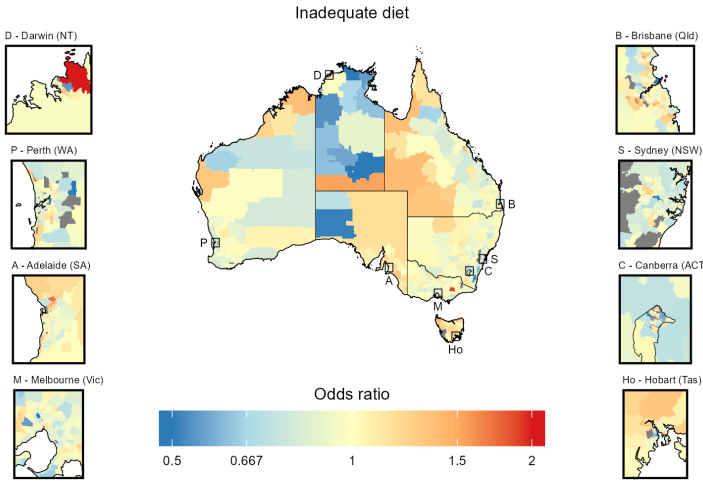 Inadequate diet
D - Darwin (NT)
B - Brisbane (Qld)
P - Perth (WA)
S - Sydney (NSW)
A - Adelaide (SA)
C - Canberra (ACT
M - Melbourne (Vic)
Ho - Hobart (Tas)
D
B
P
S
C
A
M
Ho
Odds ratio
0.5 0.667 1 1.5 2